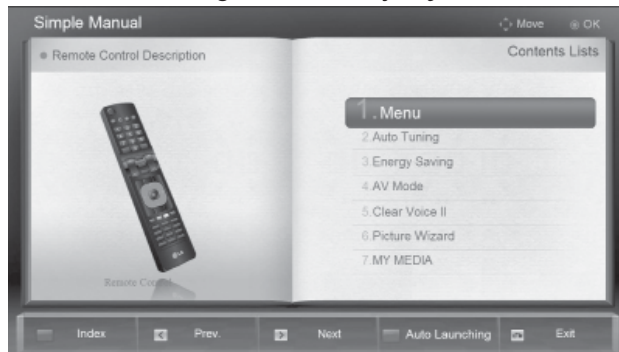 Simple Manual
Move
OK
Remote Control Description
Contents Lists
1.Menu
2.Auto Tuning
3.Energy Saving
4.AV Mode
5.Clear Voice II
6.Picture Wizard
7.MY MEDIA
LG
Remote Control
Index
Prev.
Next
Auto Launching
Exit